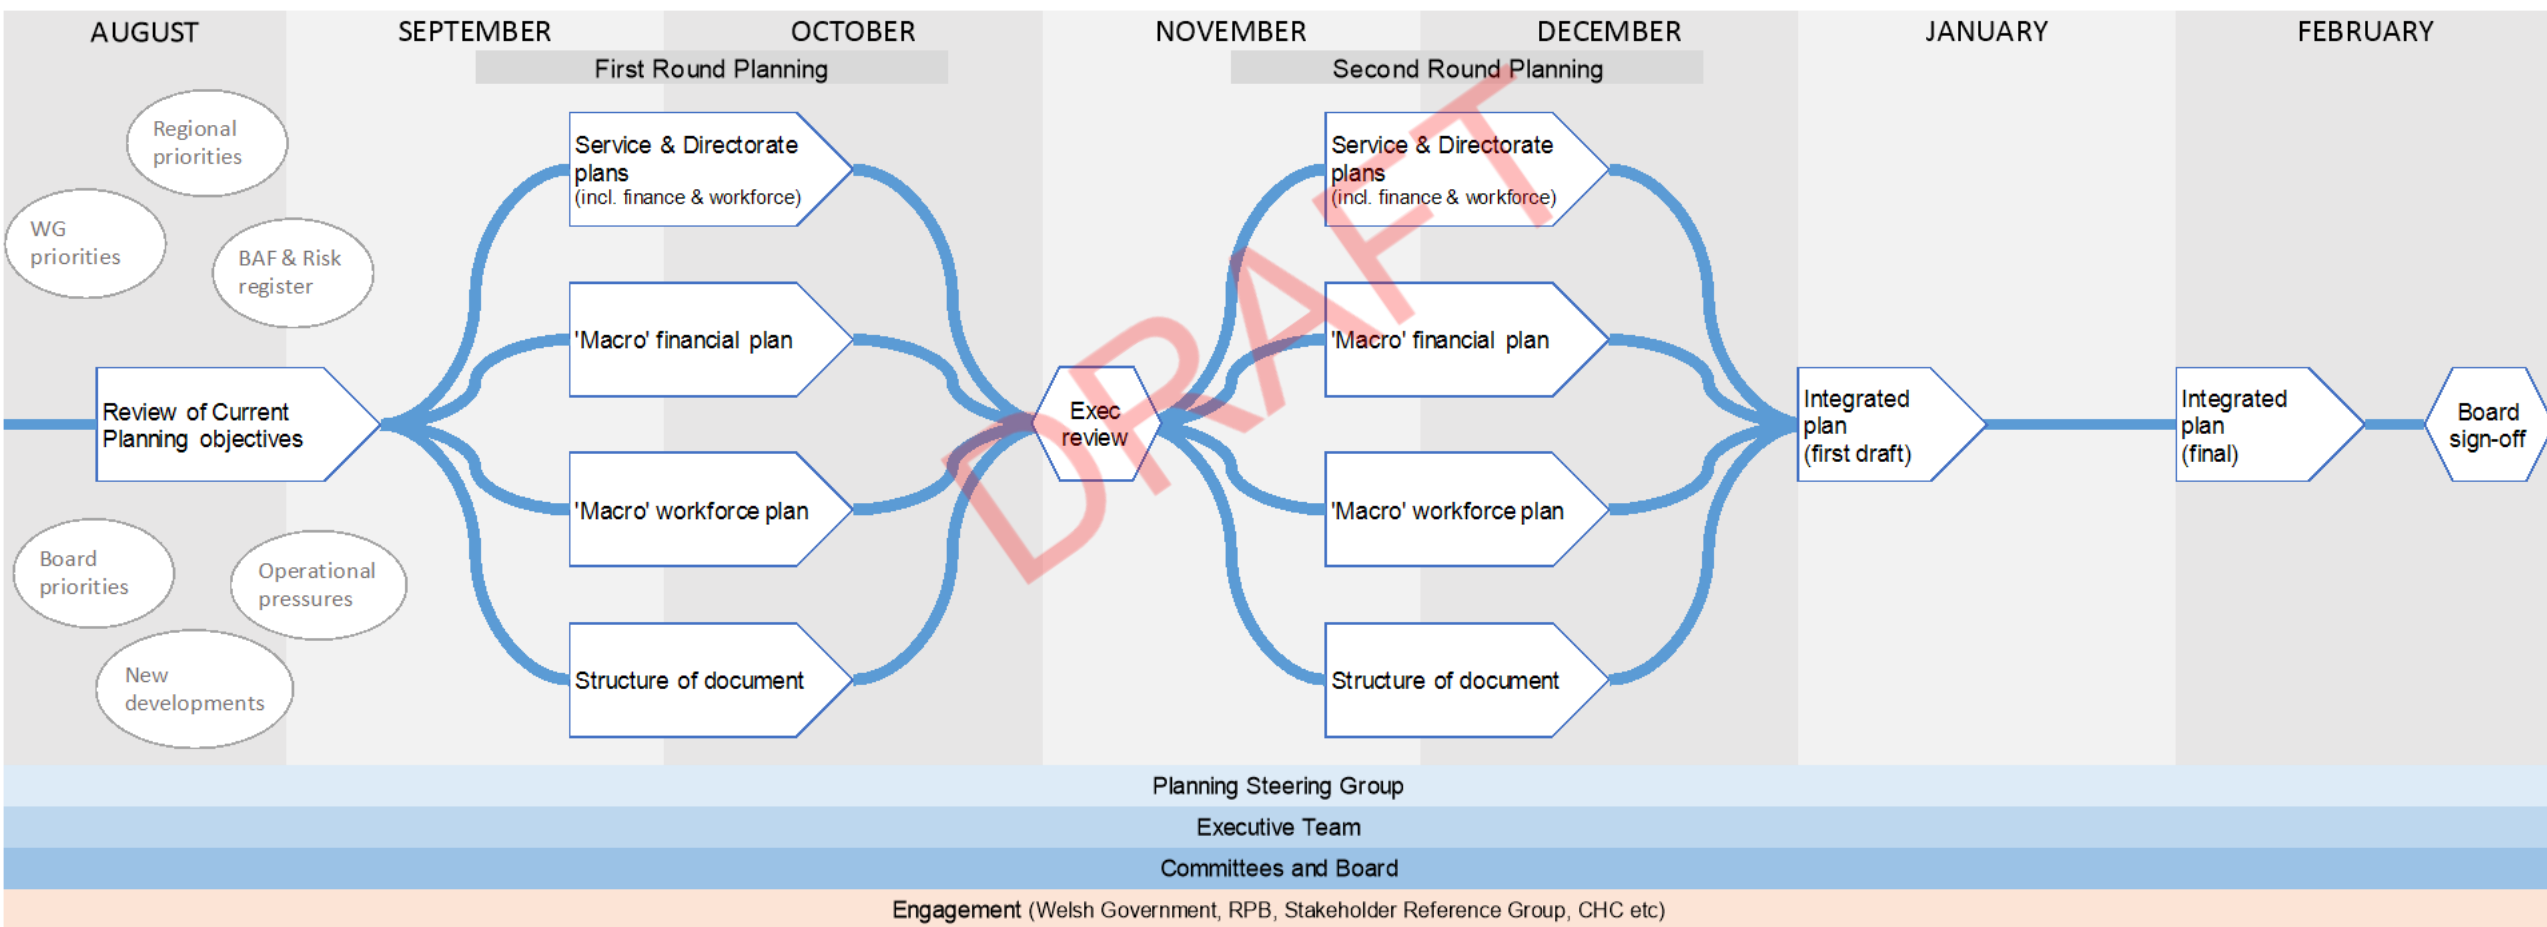 AUGUST
SEPTEMBER
OCTOBER
NOVEMBER
DECEMBER
JANUARY
FEBRUARY
First Round Planning
Second Round Planning
Regional
priorities
WG
priorities
BAF & Risk
register
Review of Current
Planning objectives
Board
priorities
Operational
pressures
New
developments
Service & Directorate
plans
(incl. finance & workforce)
'Macro' financial plan
'Macro' workforce plan
Structure of document
Exec
review
Service & Directorate
plans
(incl. finance & workforce)
'Macro' financial plan
'Macro' workforce plan
Structure of document
DRAFT
Integrated
plan
(first draft)
Integrated
plan
(final)
Board
sign-off
Planning Steering Group
Executive Team
Committees and Board
Engagement (Welsh Government, RPB, Stakeholder Reference Group, CHC etc)